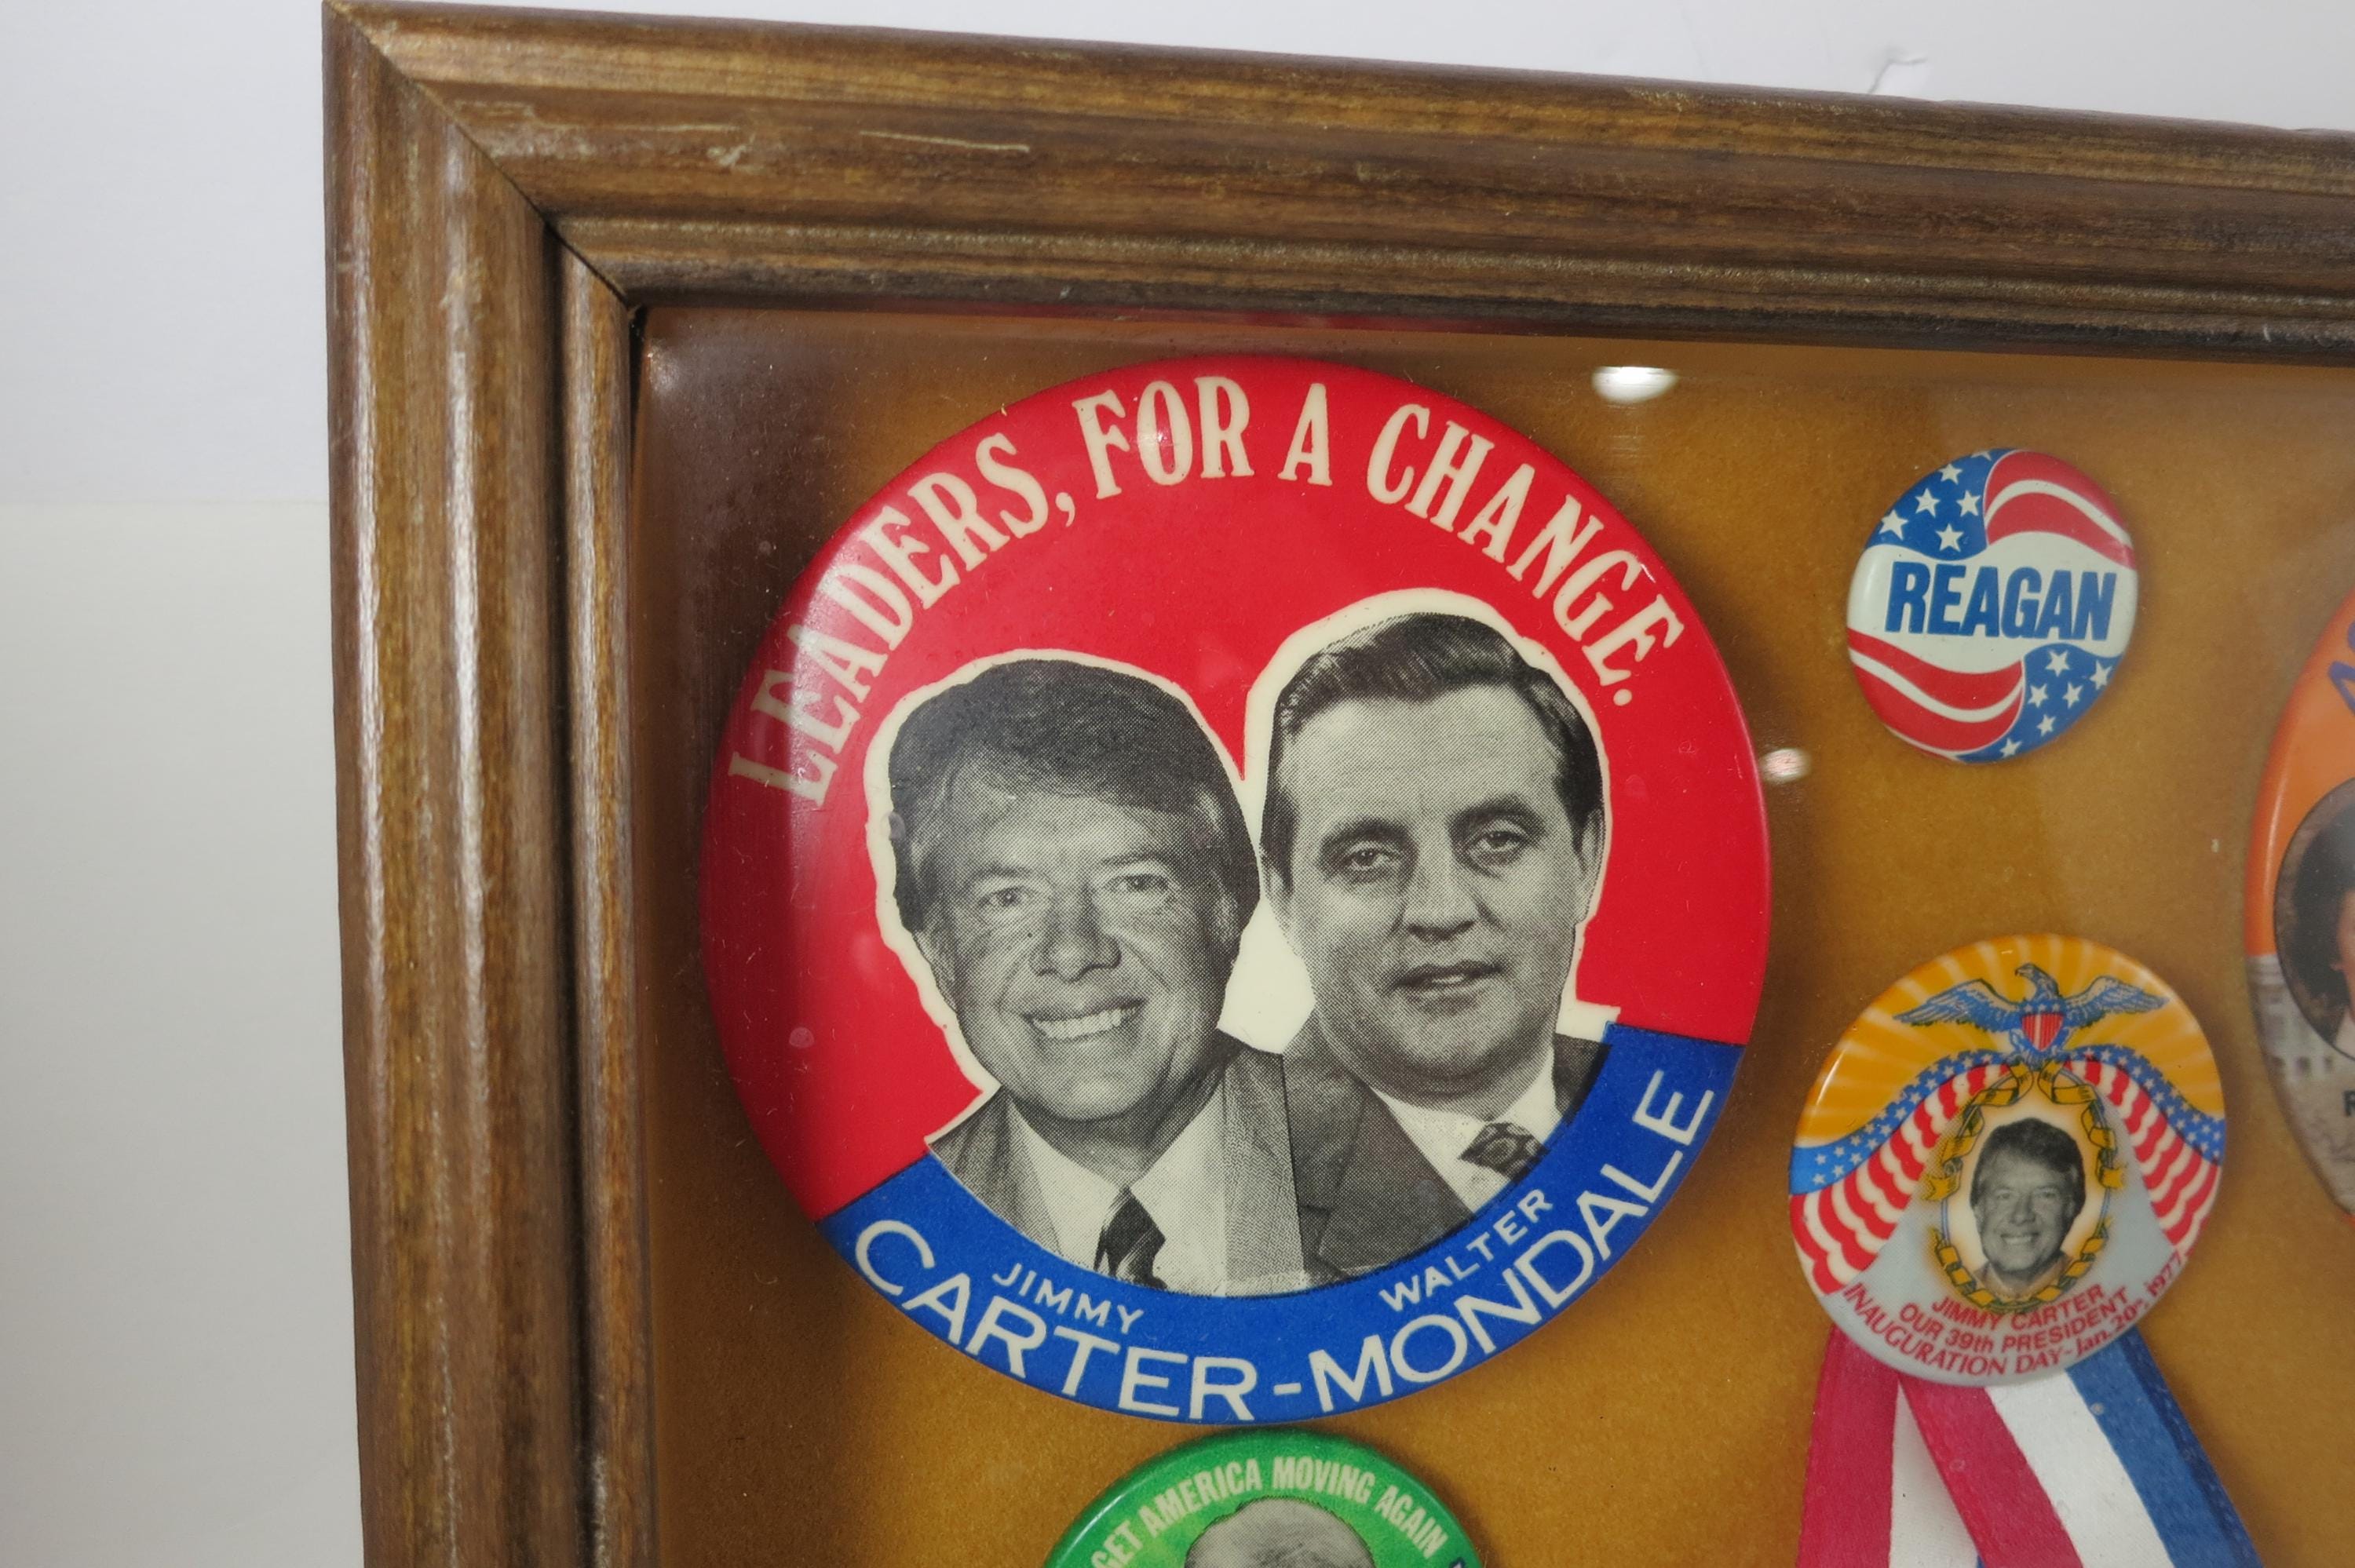 LEADERS, FOR A CHANGE.
JIMMY WALTER
CARTER-MONDALE
REAGAN
JIMMY CARTER
OUR 39th PRESIDENT
INAUGURATION DAY-Jan. 20th, 1977
GET AMERICA MOVING AGAIN